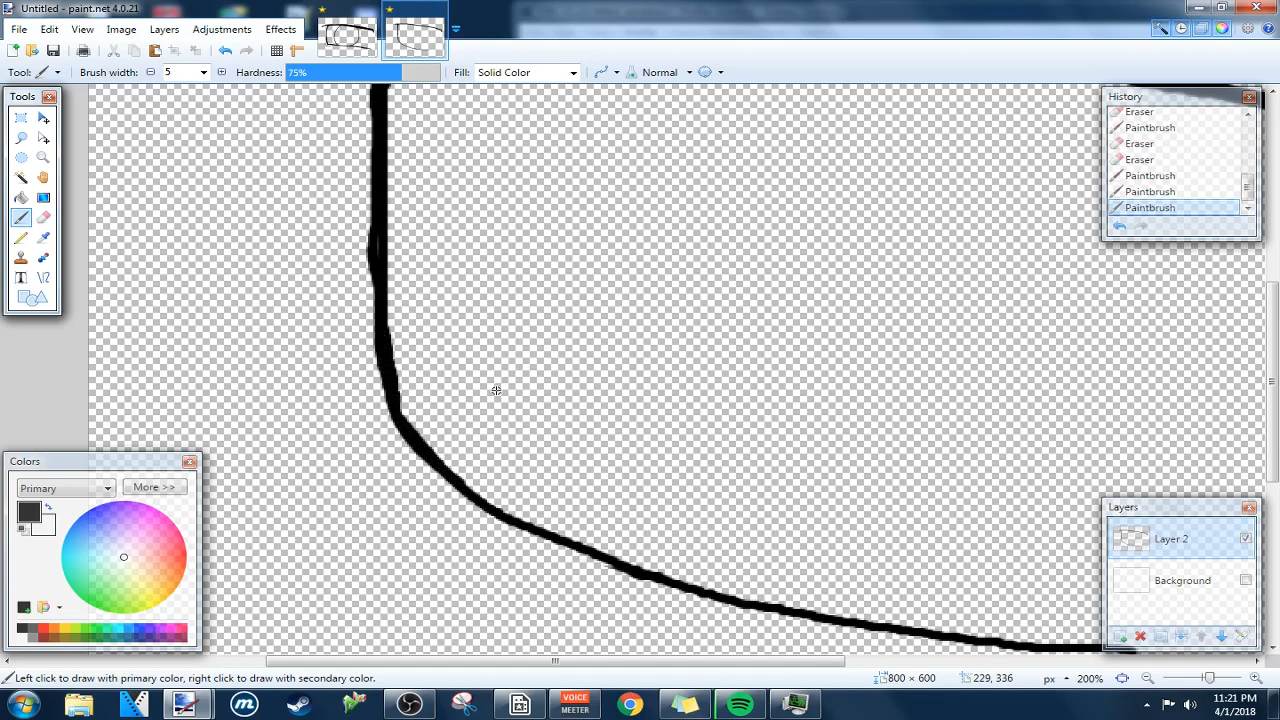 Untitled - paint.net 4.0.21
File Edit View Image Layers Adjustments Effects
Tool: Brush width: 5 Hardness: 75% Fill: Solid Color Normal
Tools
History
Eraser
Paintbrush
Eraser
Eraser
Paintbrush
Paintbrush
Paintbrush
Colors
Primary More >>
Layers
Layer 2
Background
Left click to draw with primary color, right click to draw with secondary color. 800 × 600 229, 336 px 200%
VOICE
MEETER
11:21 PM
4/1/2018